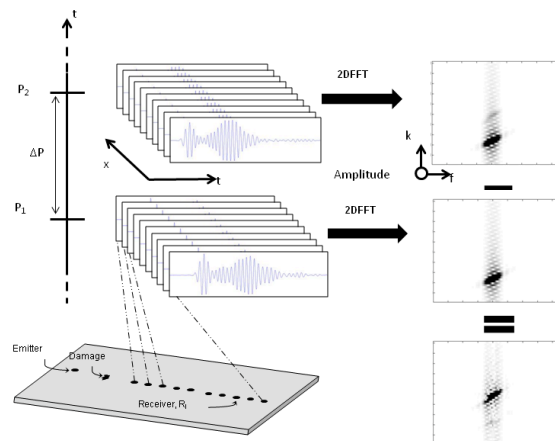 t
P2
2DFFT
k
ΔP
x
t
Amplitude
f
P1
2DFFT
Emitter
Damage
Receiver, Ri